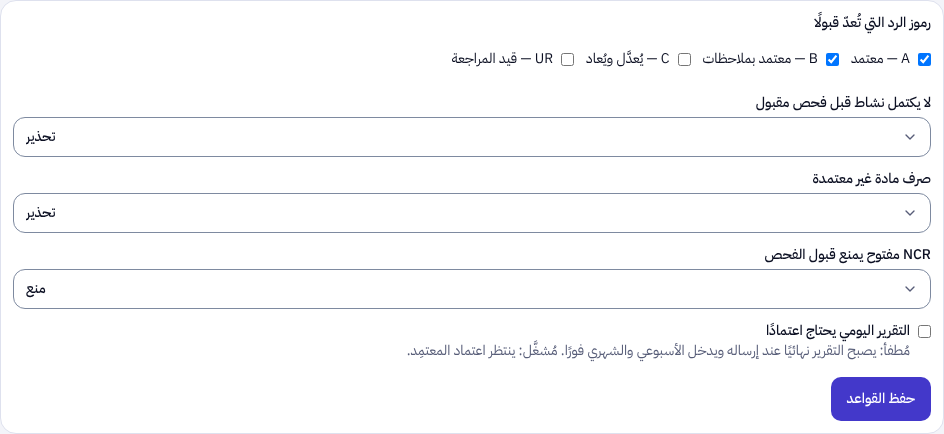 رموز الرد التي تُعدّ قبولًا
A — معتمد B — معتمد بملاحظات C — يُعدَّل ويُعاد UR — قيد المراجعة
لا يكتمل نشاط قبل فحص مقبول
تحذير
صرف مادة غير معتمدة
تحذير
NCR مفتوح يمنع قبول الفحص
منع
التقرير اليومي يحتاج اعتمادًا
مُطفأ: يصبح التقرير نهائيًا عند إرساله ويدخل الأسبوعي والشهري فورًا. مُشغَّل: ينتظر اعتماد المعتمِد.
حفظ القواعد